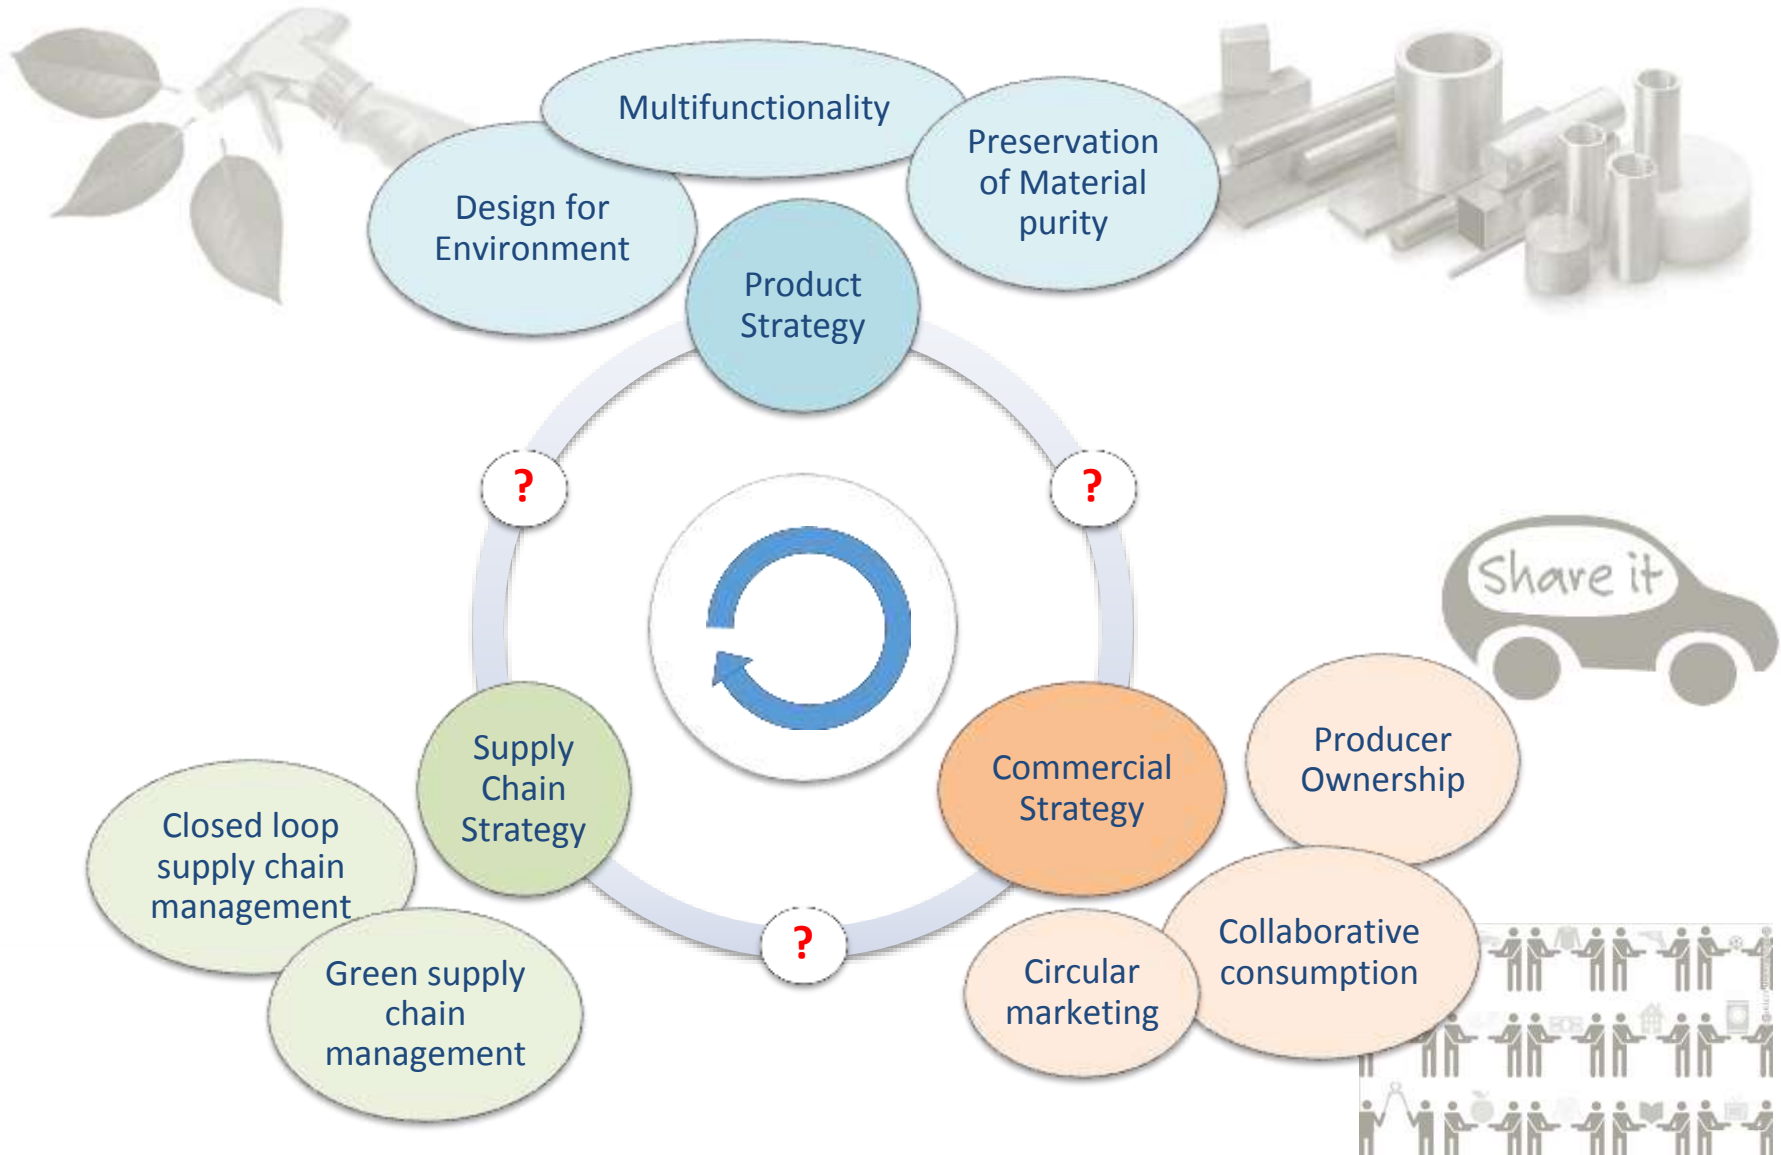 Multifunctionality
Preservation
of Material
purity
Design for
Environment
Product
Strategy
?
?
Share it
Supply
Chain
Strategy
Commercial
Strategy
Producer
Ownership
Closed loop
supply chain
management
Green supply
chain
management
?
Circular
marketing
Collaborative
consumption